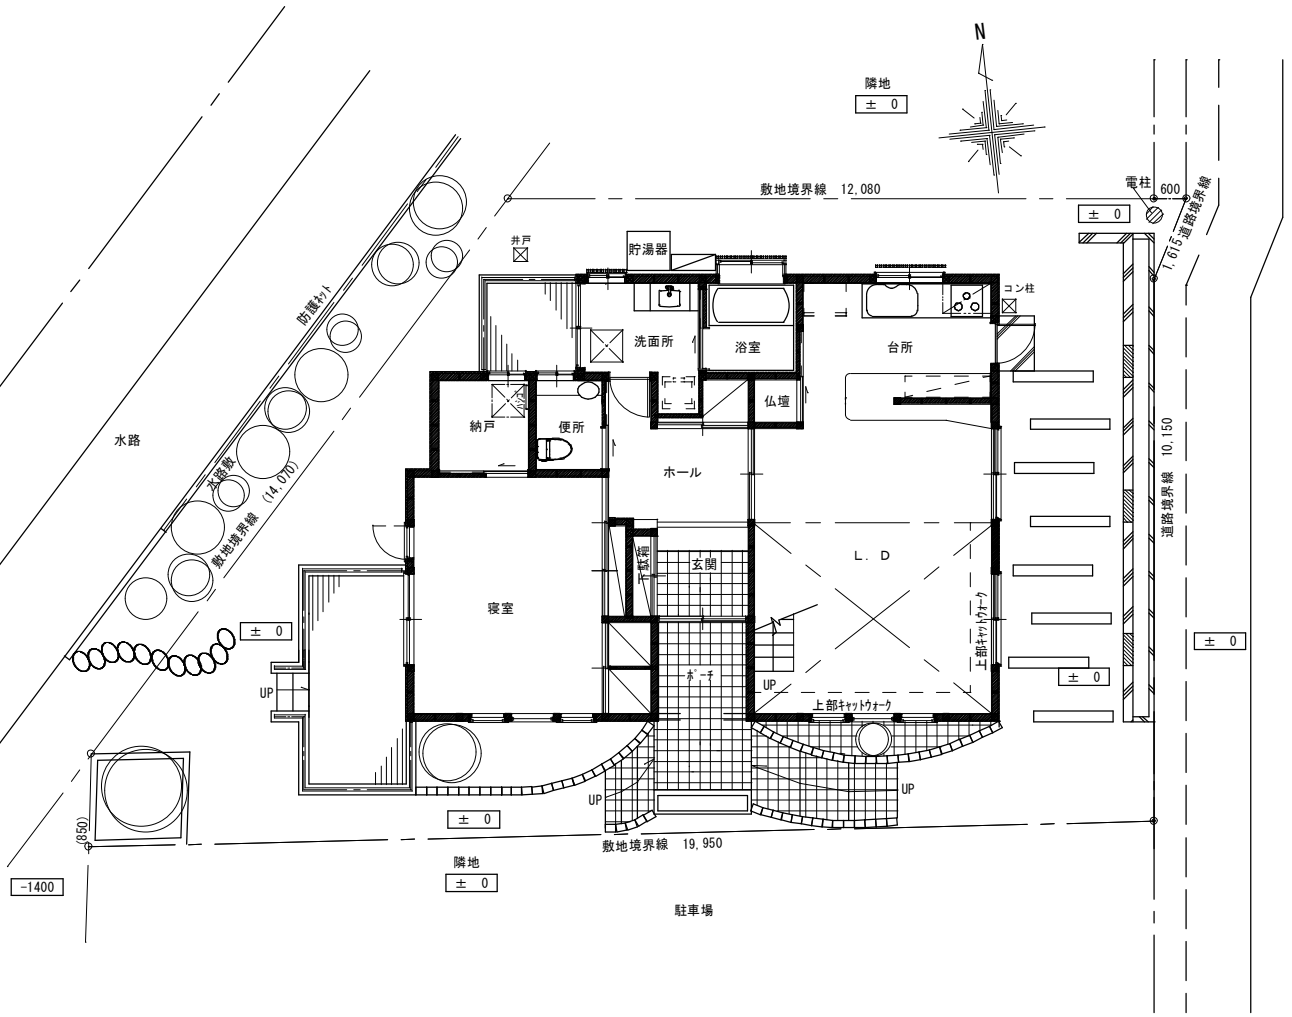 N
隣地
± 0
電柱
600
敷地境界線 12,080
± 0
道路境界線
1,615
井戸
貯湯器
コン柱
防護ﾈｯﾄ
洗面所
浴室
台所
仏壇
納戸
便所
水路
ホール
水路敷
敷地境界線 (14,070)
道路境界線 10,150
L.D
下駄箱
玄関
寝室
上部ｷｬｯﾄｳｫｰｸ
± 0
± 0
ﾎﾟｰﾁ
± 0
UP
UP
上部ｷｬｯﾄｳｫｰｸ
UP
UP
± 0
(850)
敷地境界線 19,950
隣地
± 0
-1400
駐車場